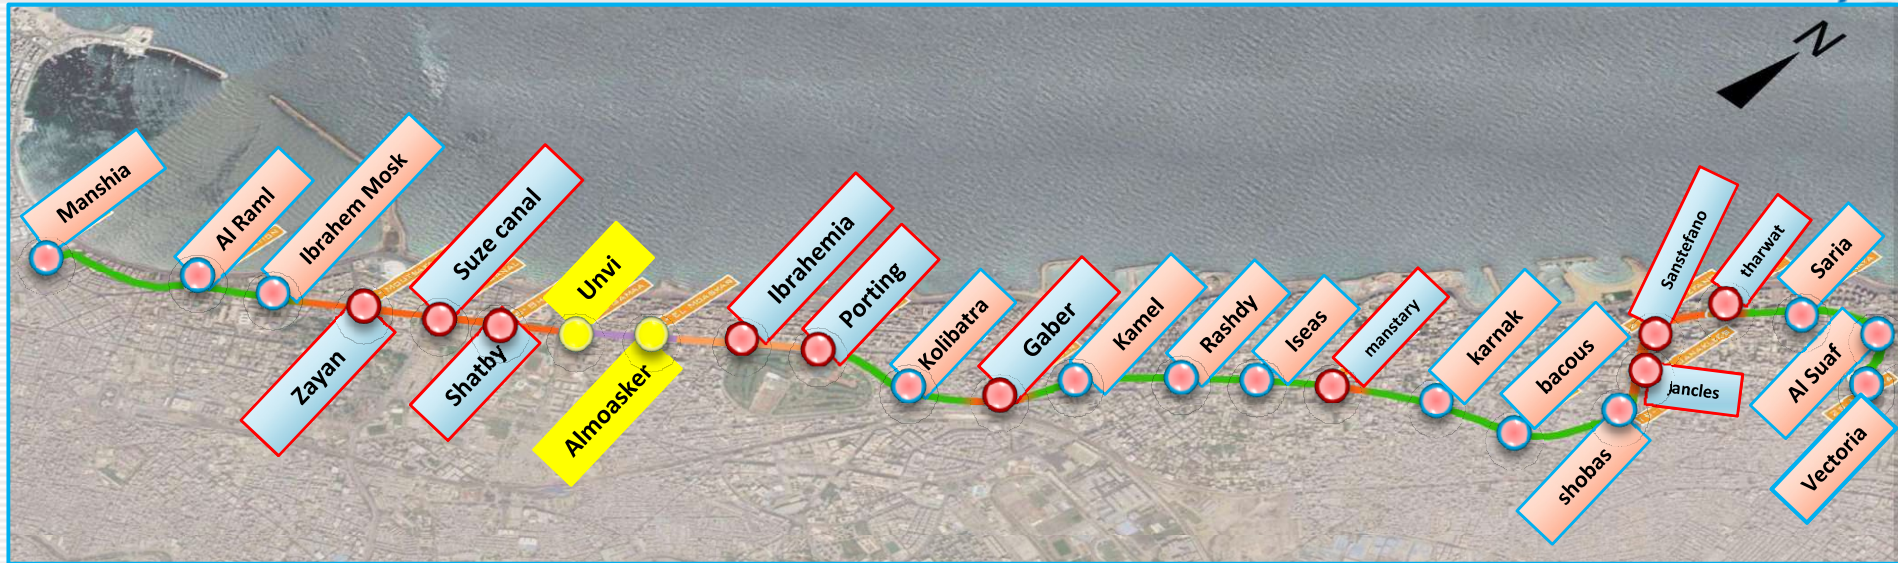 N
Manshia
Al Raml
Ibrahem Mosk
Zayan
Suze canal
Shatby
Unvi
Almoasker
Ibrahemia
Porting
Kolibatra
Gaber
Kamel
Rashdy
Iseas
manstary
karnak
bacous
shobas
jancles
Sanstefano
tharwat
Saria
Al Suaf
Vectoria